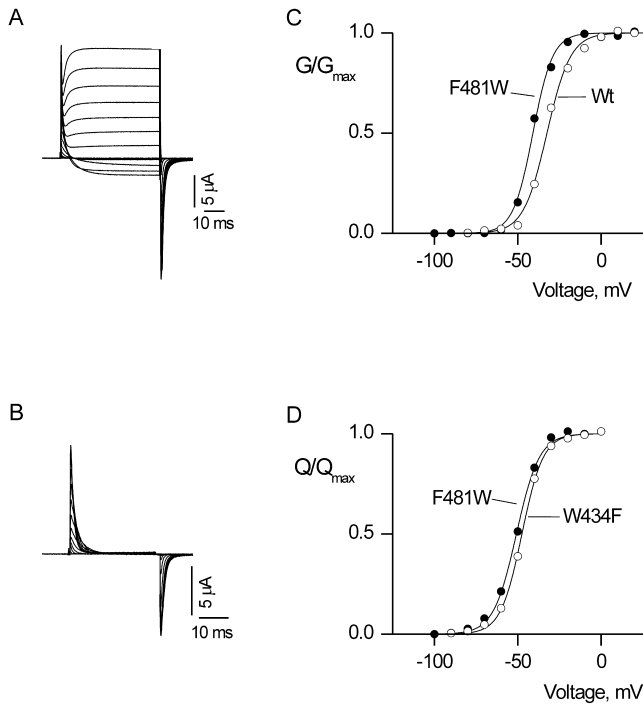 A
5 µA
10 ms
C
G/Gmax
1.0
0.5
0.0
F481W
Wt
-100
-50
0
Voltage, mV
B
5 µA
10 ms
D
Q/Qmax
1.0
0.5
0.0
F481W
W434F
-100
-50
0
Voltage, mV